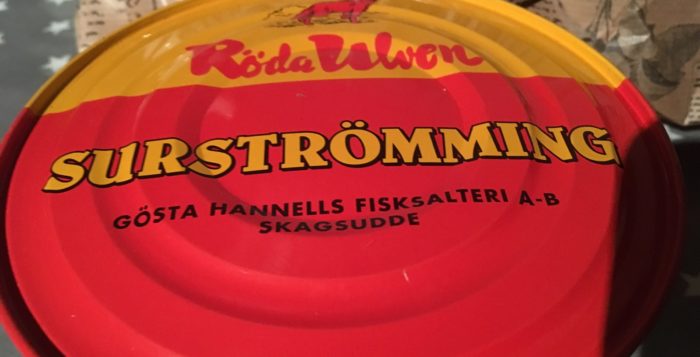 Röda Ulven
SURSTRÖMMING
GÖSTA HANNELLS FISKSALTERI A-B
SKAGSUDDE